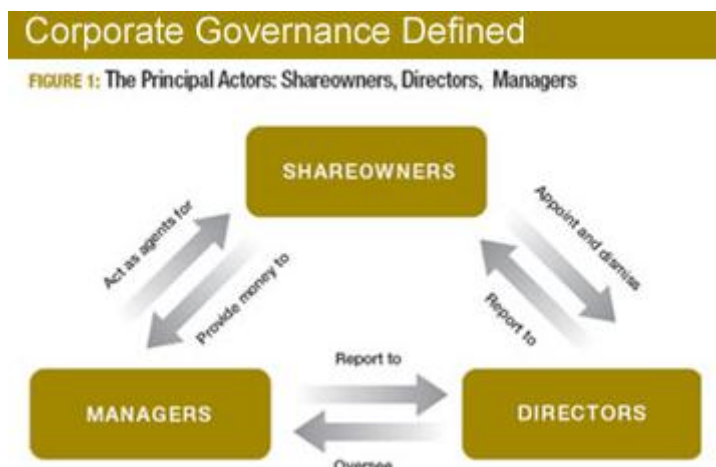 Corporate Governance Defined
FIGURE 1: The Principal Actors: Shareowners, Directors, Managers
SHAREOWNERS
Act as agents for
Provide money to
Appoint and dismiss
Report to
Report to
MANAGERS
DIRECTORS
Oversee